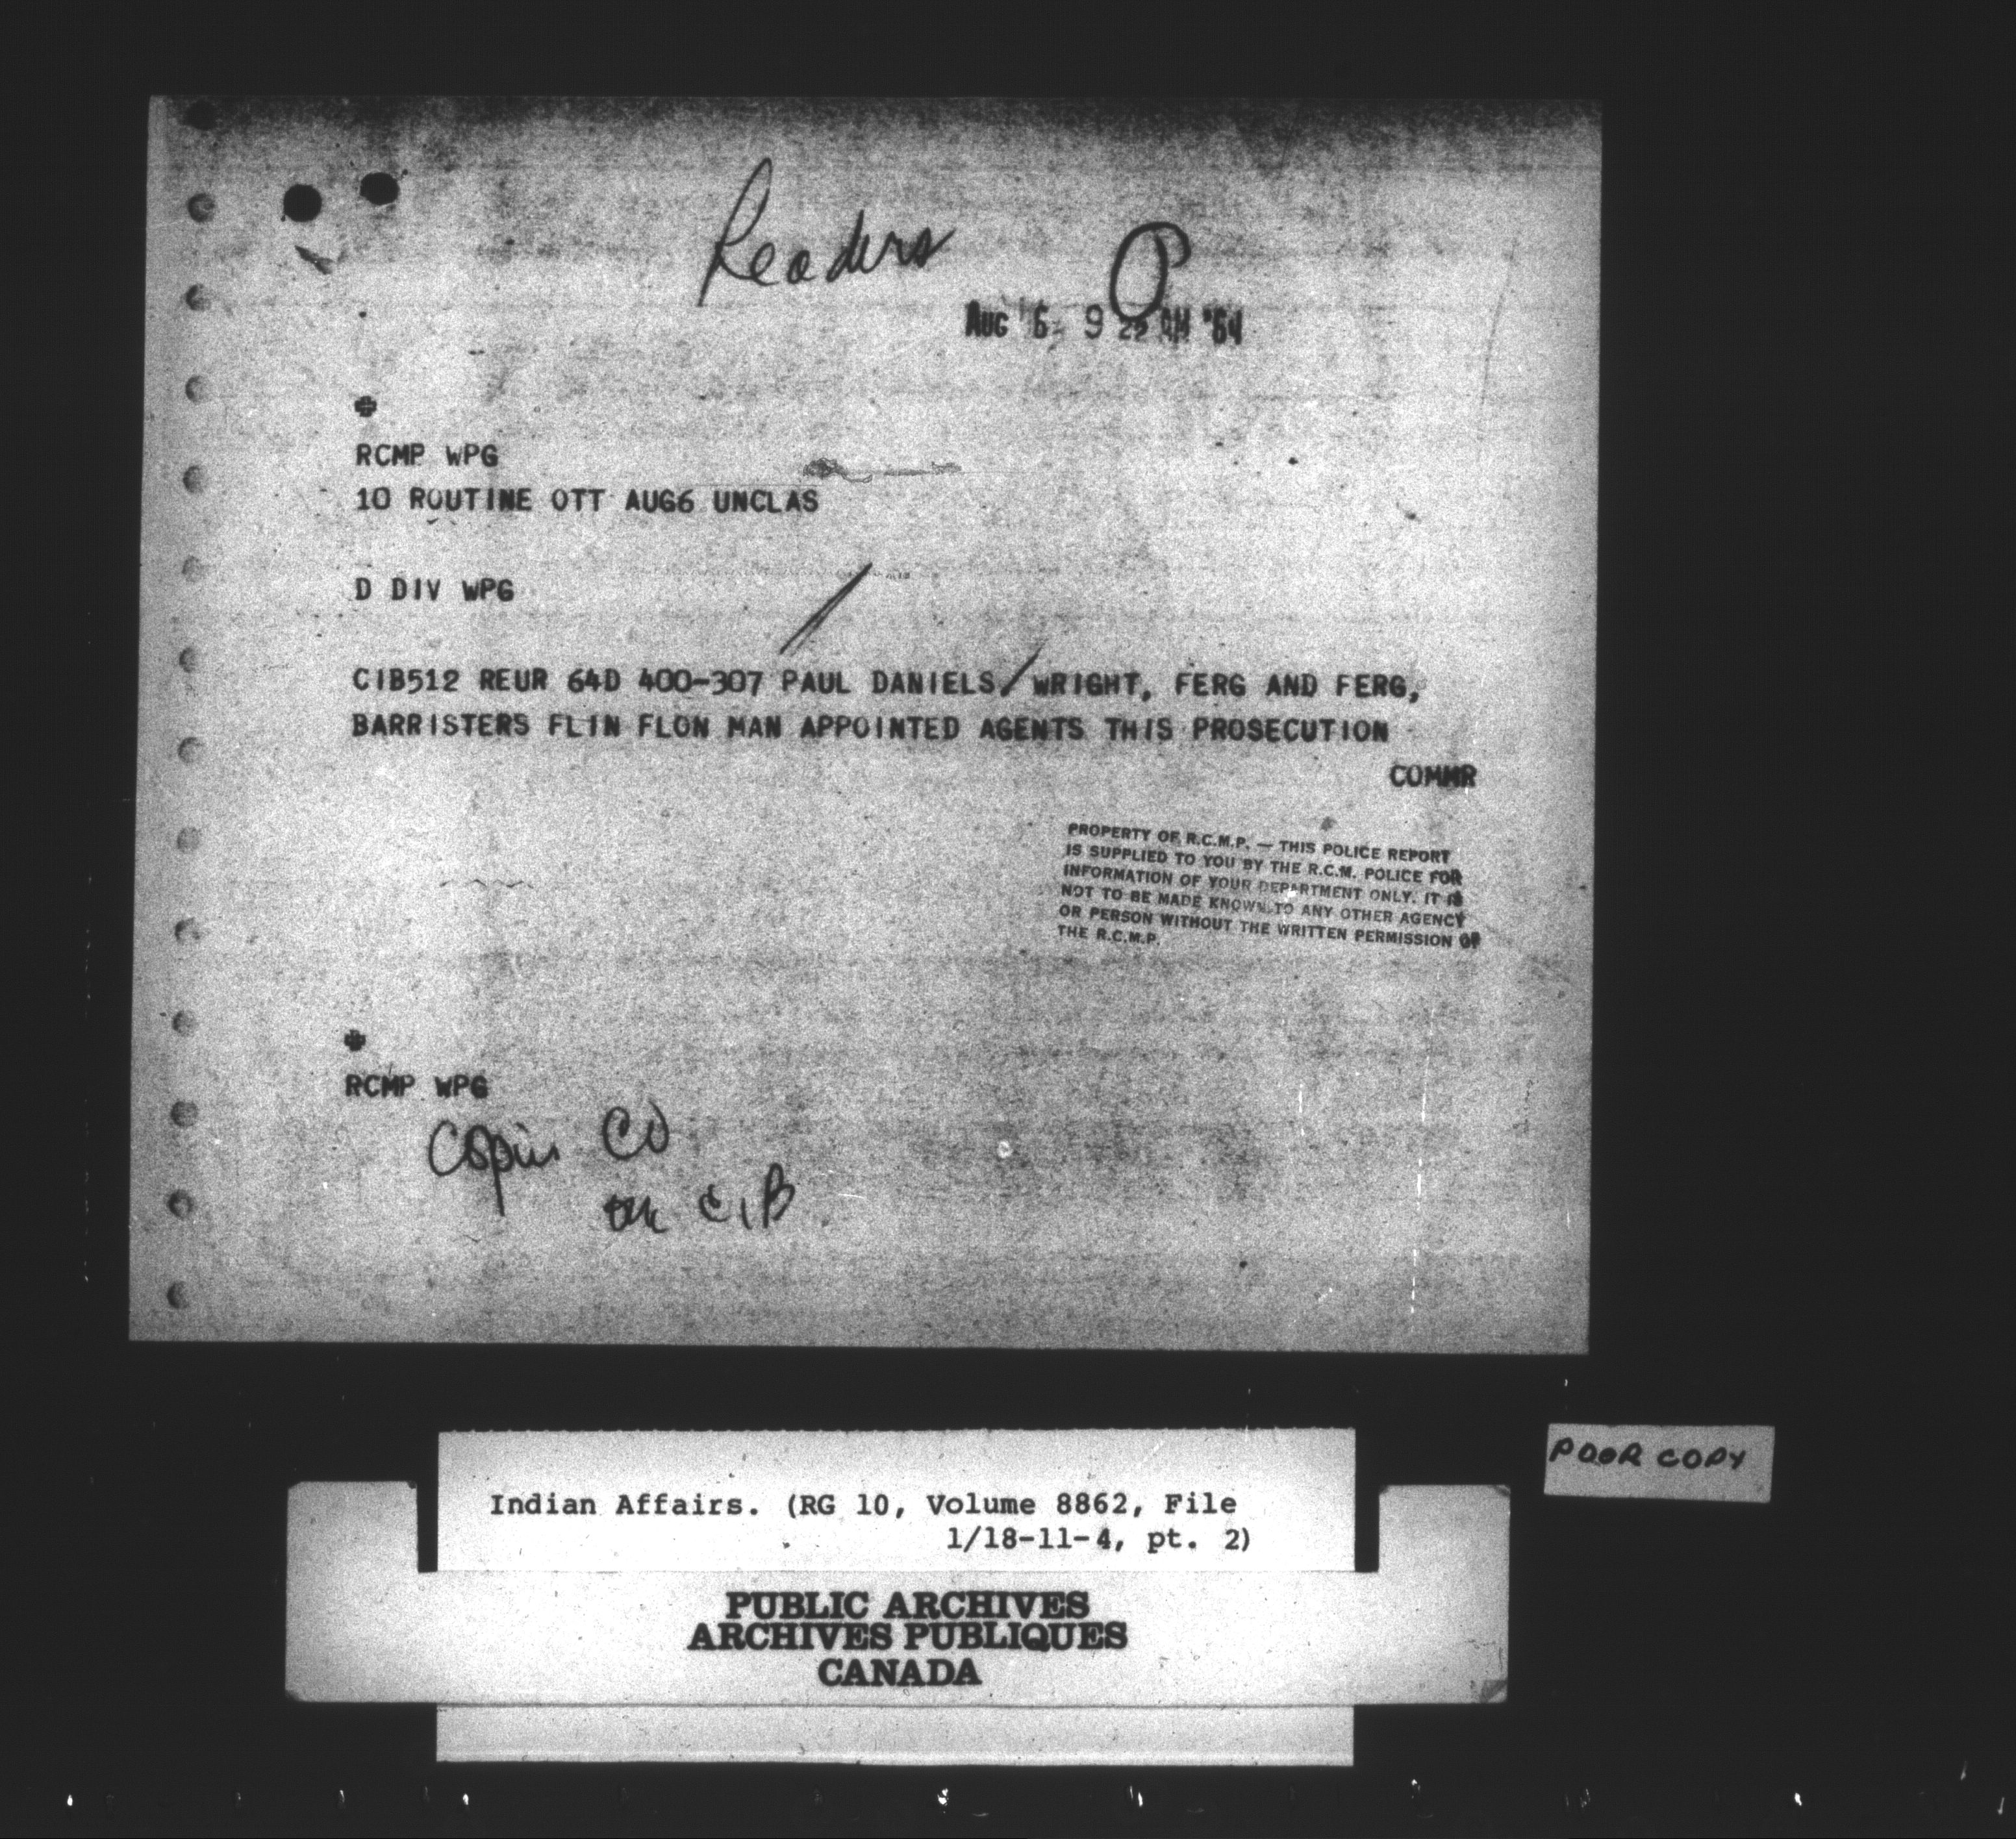 Readers
AUG 6 9 22 AM '64
RCMP WPG
10 ROUTINE OTT AUG6 UNCLAS
D DIV WPG
CIB512 REUR 64D 400-307 PAUL DANIELS/WRIGHT, FERG AND FERG,
BARRISTERS FLIN FLON MAN APPOINTED AGENTS THIS PROSECUTION
COMMR
PROPERTY OF R.C.M.P. — THIS POLICE REPORT
IS SUPPLIED TO YOU BY THE R.C.M. POLICE FOR
INFORMATION OF YOUR DEPARTMENT ONLY. IT IS
NOT TO BE MADE KNOWN TO ANY OTHER AGENCY
OR PERSON WITHOUT THE WRITTEN PERMISSION OF
THE R.C.M.P.
RCMP WPG
Copies CO
CIB
POOR COPY
Indian Affairs. (RG 10, Volume 8862, File
1/18-11-4, pt. 2)
PUBLIC ARCHIVES
ARCHIVES PUBLIQUES
CANADA